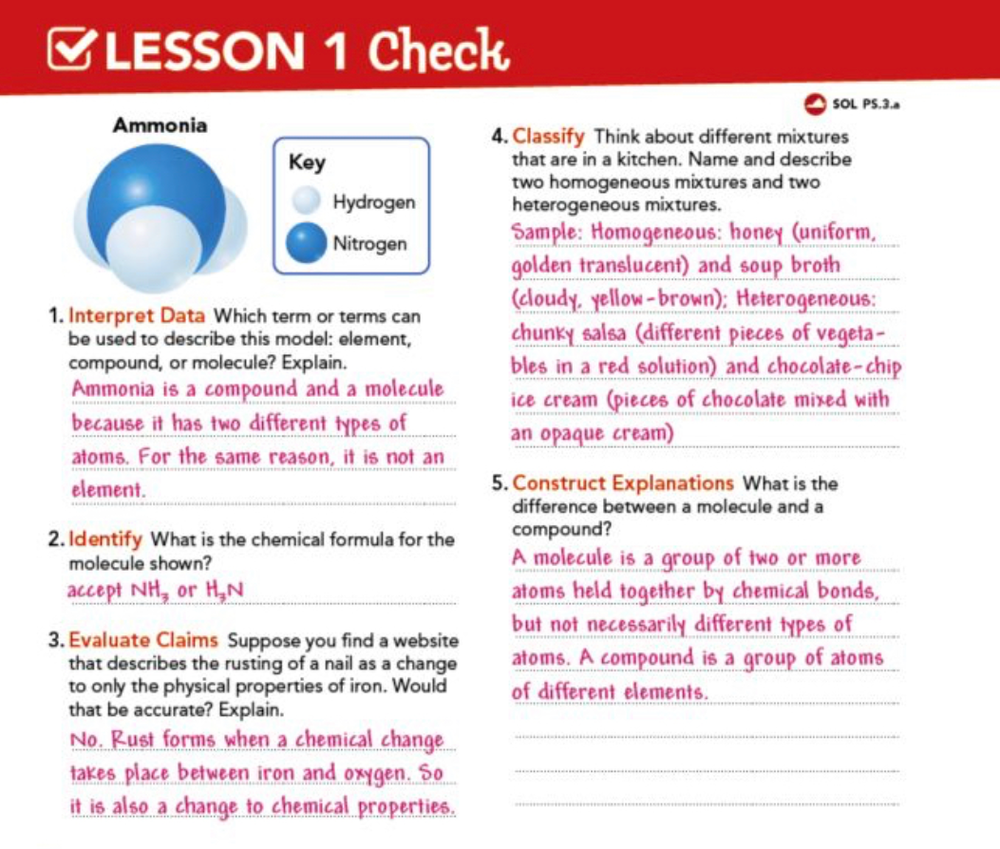 LESSON 1 Check
SOL PS.3.a
Ammonia
Key
Hydrogen
Nitrogen
1. Interpret Data Which term or terms can
be used to describe this model: element,
compound, or molecule? Explain.
Ammonia is a compound and a molecule
because it has two different types of
atoms. For the same reason, it is not an
element.
2. Identify What is the chemical formula for the
molecule shown?
accept NH₃ or H₃N
3. Evaluate Claims Suppose you find a website
that describes the rusting of a nail as a change
to only the physical properties of iron. Would
that be accurate? Explain.
No. Rust forms when a chemical change
takes place between iron and oxygen. So
it is also a change to chemical properties.
4. Classify Think about different mixtures
that are in a kitchen. Name and describe
two homogeneous mixtures and two
heterogeneous mixtures.
Sample: Homogeneous: honey (uniform,
golden translucent) and soup broth
(cloudy, yellow-brown); Heterogeneous:
chunky salsa (different pieces of vegeta-
bles in a red solution) and chocolate-chip
ice cream (pieces of chocolate mixed with
an opaque cream)
5. Construct Explanations What is the
difference between a molecule and a
compound?
A molecule is a group of two or more
atoms held together by chemical bonds,
but not necessarily different types of
atoms. A compound is a group of atoms
of different elements.